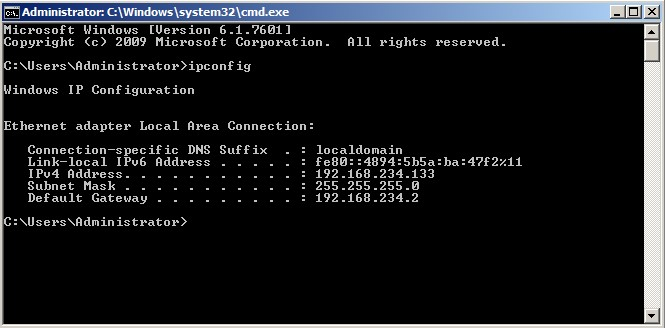 Administrator: C:\Windows\system32\cmd.exe
Microsoft Windows [Version 6.1.7601]
Copyright (c) 2009 Microsoft Corporation.  All rights reserved.
C:\Users\Administrator>ipconfig
Windows IP Configuration
Ethernet adapter Local Area Connection:
   Connection-specific DNS Suffix  . : localdomain
   Link-local IPv6 Address . . . . . : fe80::4894:5b5a:ba:47f2%11
   IPv4 Address. . . . . . . . . . . : 192.168.234.133
   Subnet Mask . . . . . . . . . . . : 255.255.255.0
   Default Gateway . . . . . . . . . : 192.168.234.2
C:\Users\Administrator>